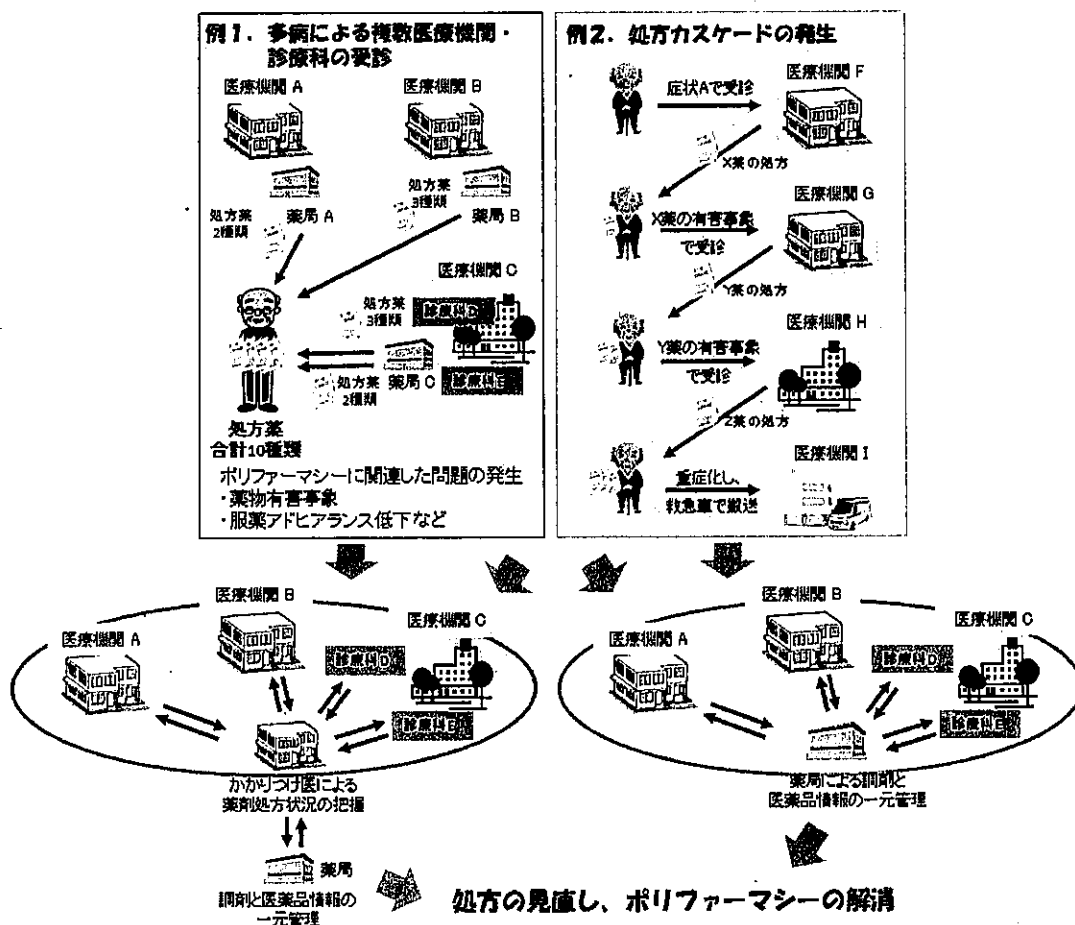 例1．多病による複数医療機関・
診療科の受診
医療機関 A
医療機関 B
処方薬
2種類
薬局 A
処方薬
3種類
薬局 B
医療機関 C
処方薬
3種類
診療科D
薬局 C
診療科E
処方薬
2種類
処方薬
合計10種類
ポリファーマシーに関連した問題の発生
・薬物有害事象
・服薬アドヒアランス低下など
例2．処方カスケードの発生
症状Aで受診
医療機関 F
X薬の処方
医療機関 G
X薬の有害事象
で受診
Y薬の処方
医療機関 H
Y薬の有害事象
で受診
Z薬の処方
医療機関 I
重症化し、
救急車で搬送
医療機関 B
医療機関 A
医療機関 C
診療科D
診療科E
かかりつけ医による
薬剤処方状況の把握
薬局
調剤と医薬品情報の
一元管理
医療機関 B
医療機関 A
医療機関 C
診療科D
診療科E
薬局による調剤と
医薬品情報の一元管理
処方の見直し、ポリファーマシーの解消